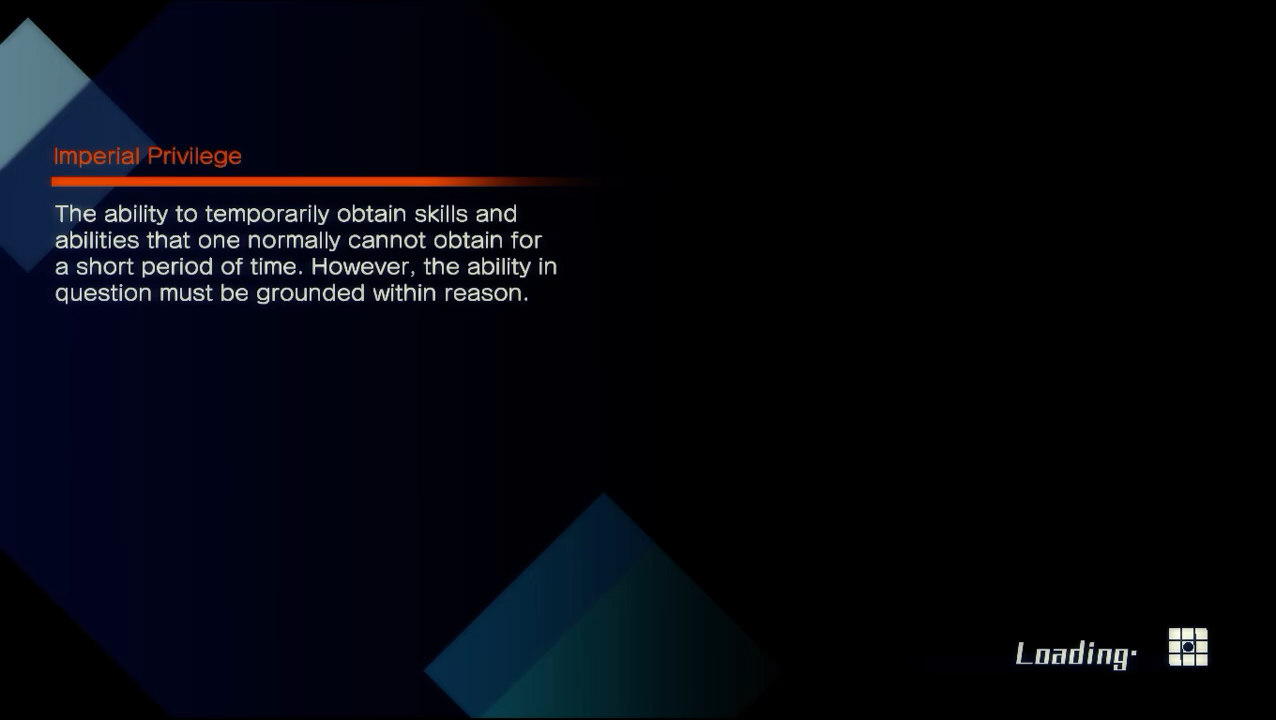 Imperial Privilege
The ability to temporarily obtain skills and
abilities that one normally cannot obtain for
a short period of time. However, the ability in
question must be grounded within reason.
Loading·